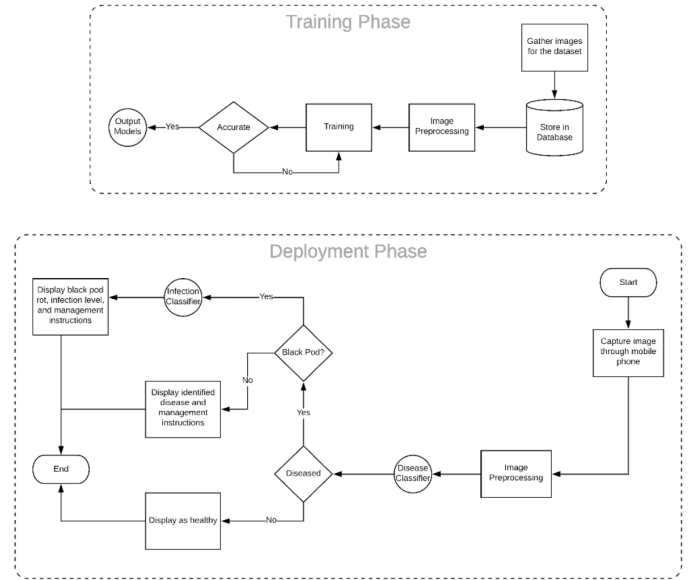 Training Phase
Gather images
for the dataset
Store in
Database
Image
Preprocessing
Training
Accurate
Yes
No
Output
Models
Deployment Phase
Start
Capture image
through mobile
phone
Image
Preprocessing
Disease
Classifier
Diseased
Yes
No
Black Pod?
Yes
No
Infection
Classifier
Display black pod
rot, infection level,
and management
instructions
Display identified
disease and
management
instructions
Display as healthy
End